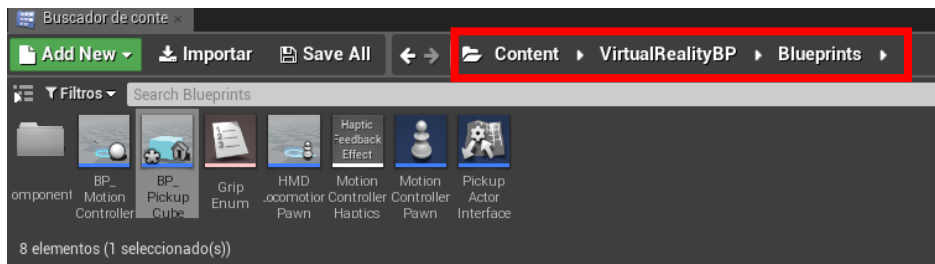 Buscador de conte
Add New
Importar
Save All
Content
VirtualRealityBP
Blueprints
Filtros
Search Blueprints
omponent
BP_
Motion
Controller
BP_
Pickup
Cube
Grip
Enum
HMD
ocomotior
Pawn
Haptic
Feedback
Effect
Motion
Controller
Haptics
Motion
Controller
Pawn
Pickup
Actor
Interface
8 elementos (1 seleccionado(s))